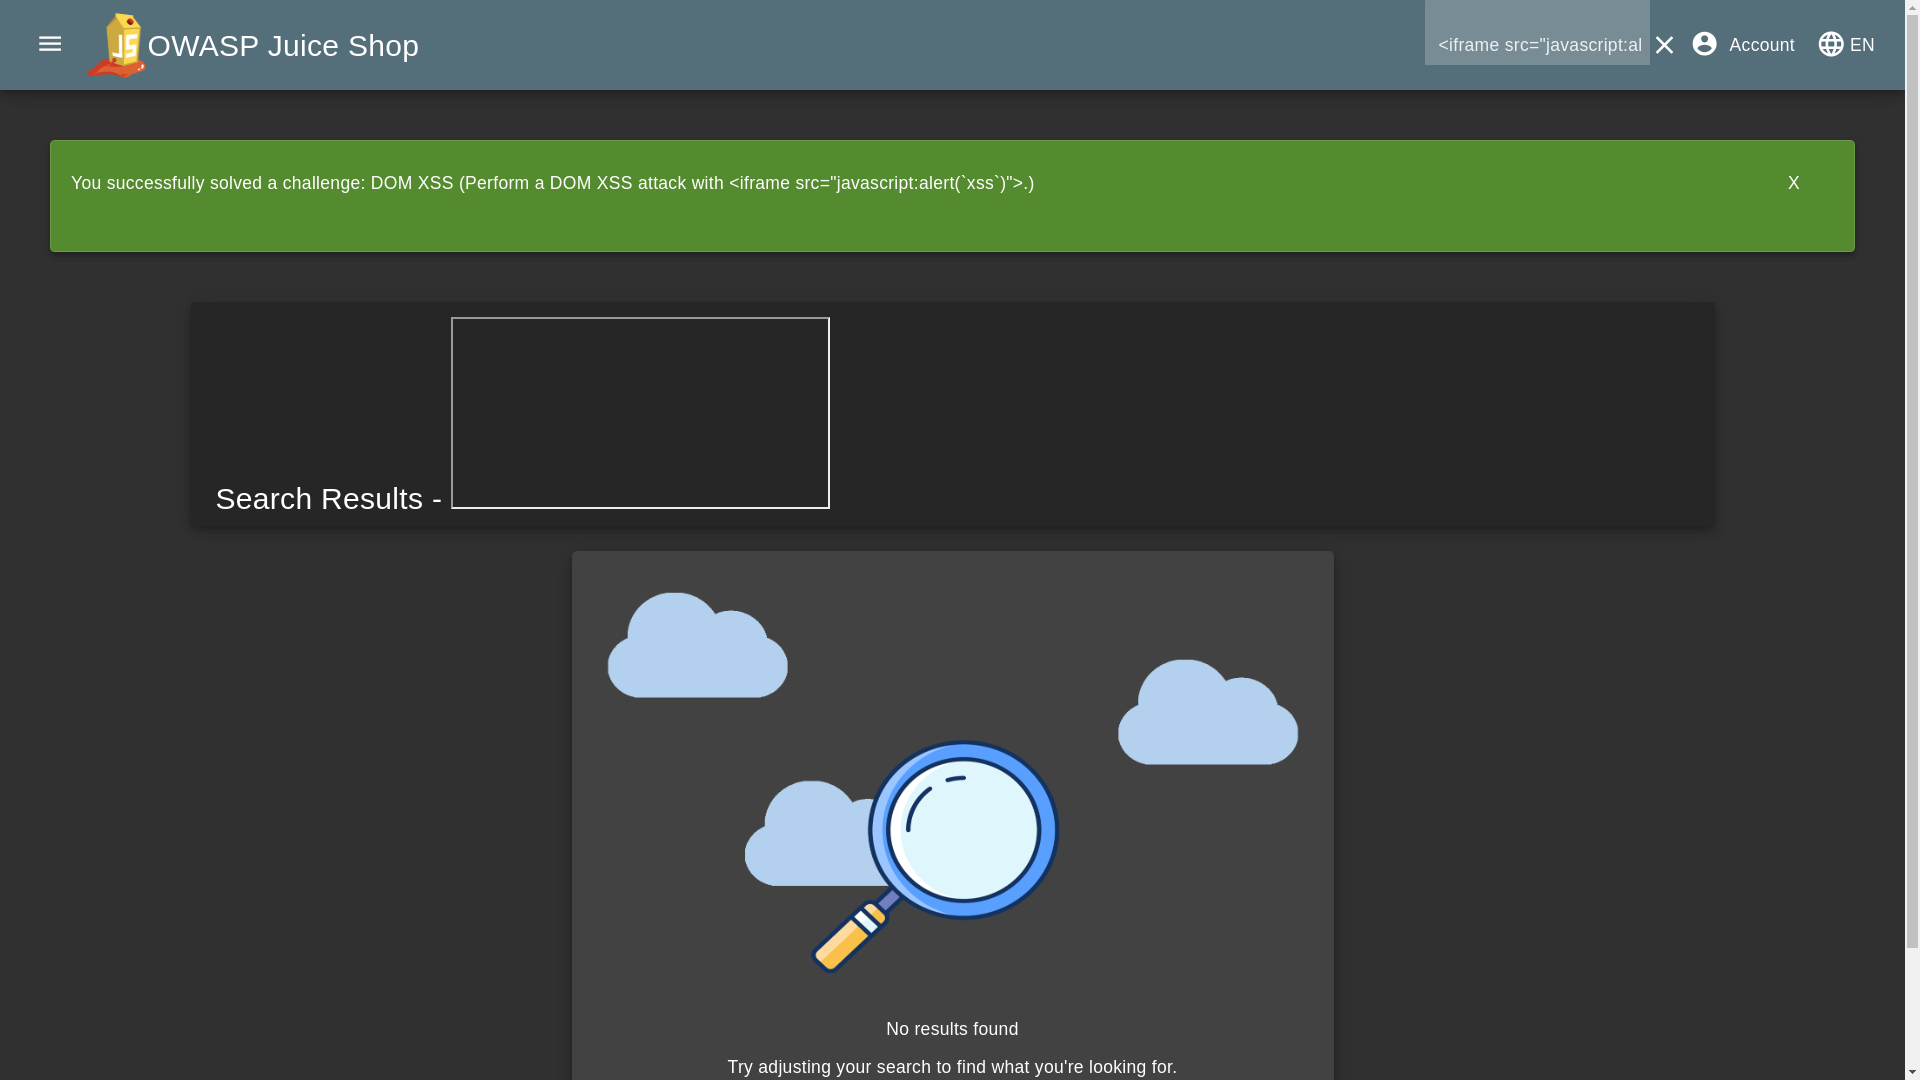 OWASP Juice Shop
<iframe src="javascript:al
Account
EN
You successfully solved a challenge: DOM XSS (Perform a DOM XSS attack with <iframe src="javascript:alert(`xss`)">.)
X
Search Results -
No results found
Try adjusting your search to find what you're looking for.